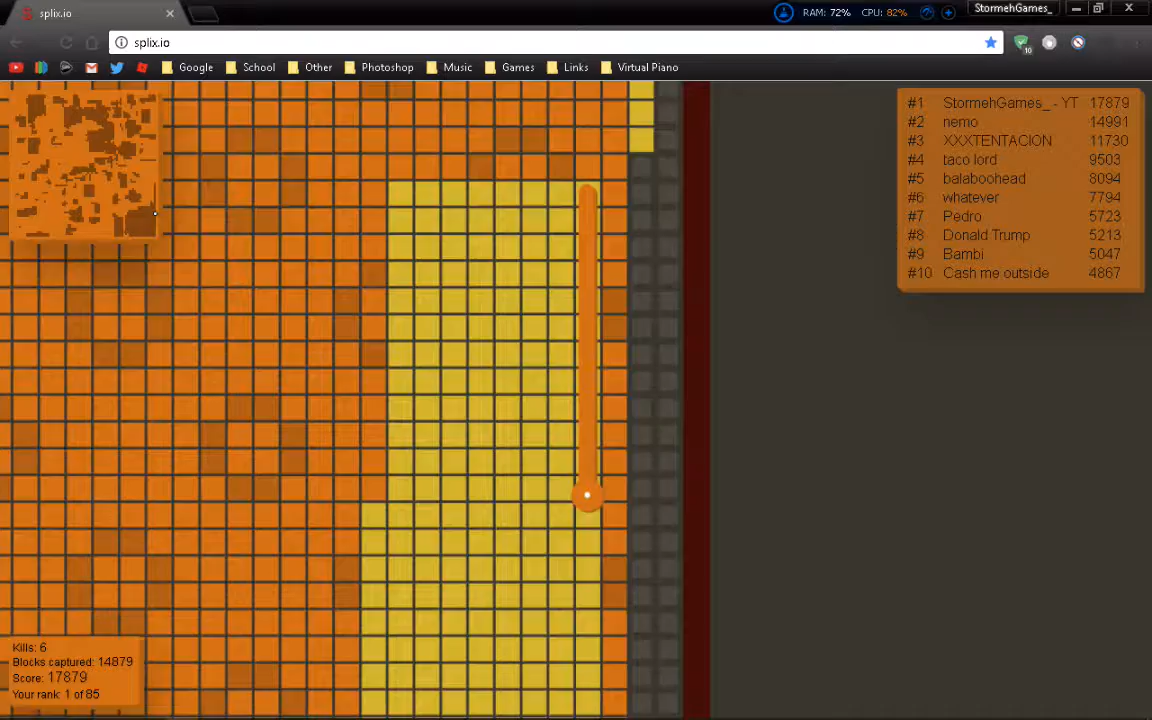 splix.io
RAM: 72% CPU: 82%
StormehGames_
splix.io
10
Google School Other Photoshop Music Games Links Virtual Piano
#1 StormehGames_ - YT 17879
#2 nemo 14991
#3 XXXTENTACION 11730
#4 taco lord 9503
#5 balaboohead 8094
#6 whatever 7794
#7 Pedro 5723
#8 Donald Trump 5213
#9 Bambi 5047
#10 Cash me outside 4867
Kills: 6
Blocks captured: 14879
Score: 17879
Your rank: 1 of 85